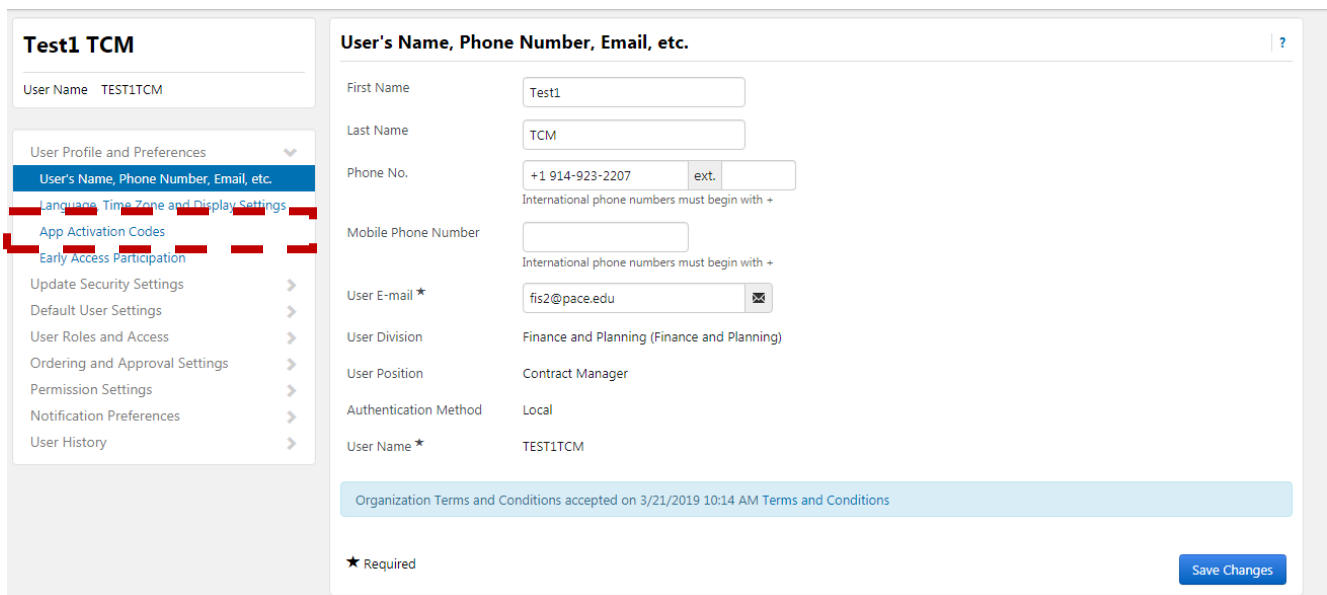 Test1 TCM
User Name TEST1TCM
User Profile and Preferences
User's Name, Phone Number, Email, etc.
Language, Time Zone and Display Settings
App Activation Codes
Early Access Participation
Update Security Settings
Default User Settings
User Roles and Access
Ordering and Approval Settings
Permission Settings
Notification Preferences
User History
User's Name, Phone Number, Email, etc. ?
First Name Test1
Last Name TCM
Phone No. +1 914-923-2207 ext.
International phone numbers must begin with +
Mobile Phone Number
International phone numbers must begin with +
User E-mail ★ fis2@pace.edu
User Division Finance and Planning (Finance and Planning)
User Position Contract Manager
Authentication Method Local
User Name ★ TEST1TCM
Organization Terms and Conditions accepted on 3/21/2019 10:14 AM Terms and Conditions
★ Required
Save Changes